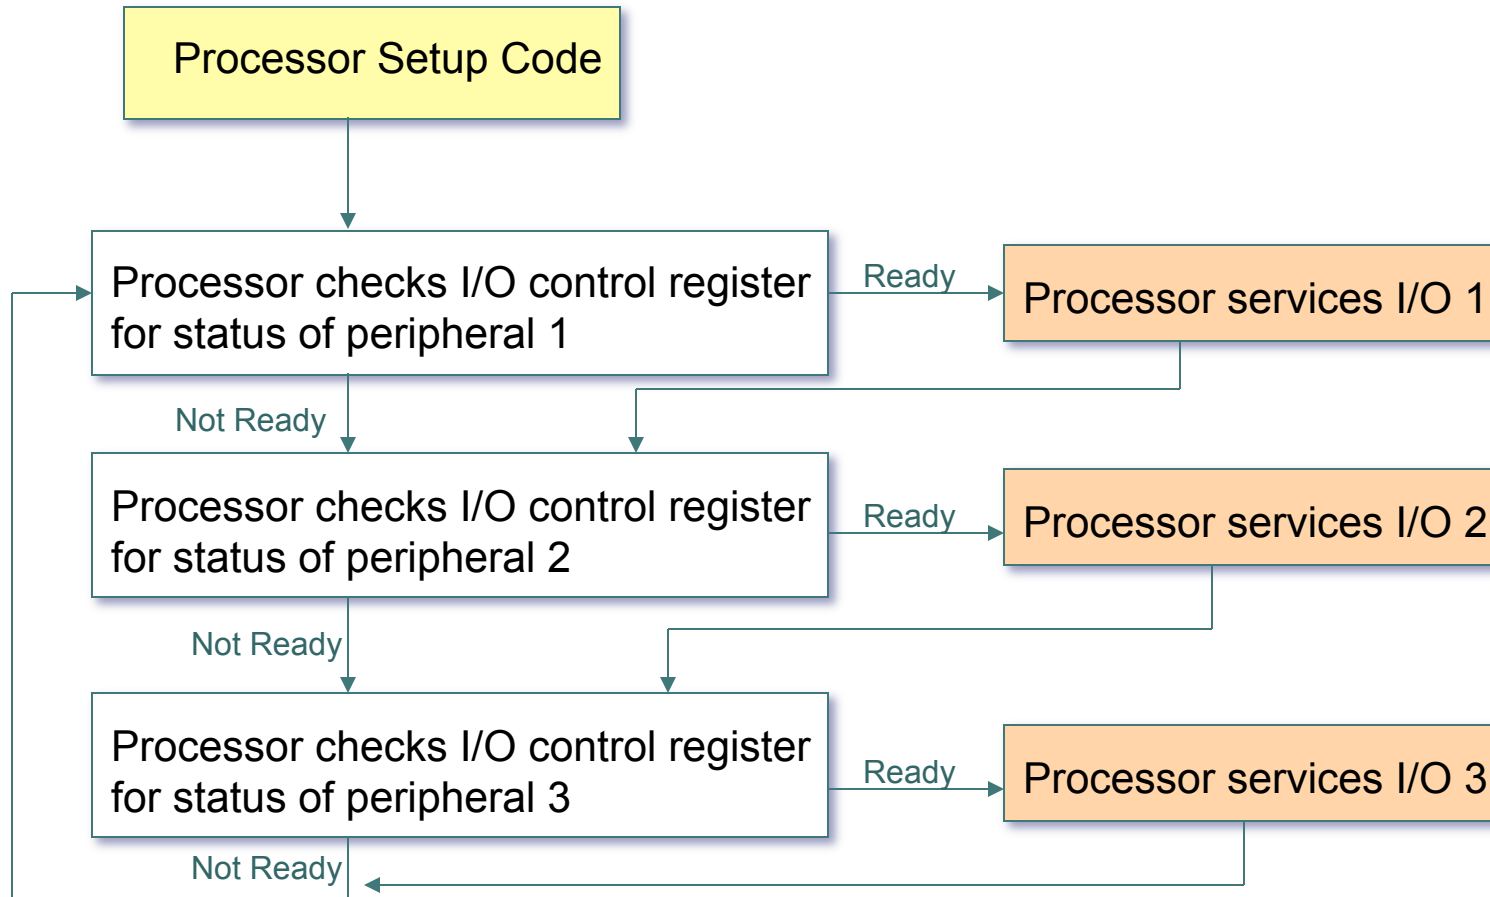 Processor Setup Code
Processor checks I/O control register
for status of peripheral 1
Ready
Processor services I/O 1
Not Ready
Processor checks I/O control register
for status of peripheral 2
Ready
Processor services I/O 2
Not Ready
Processor checks I/O control register
for status of peripheral 3
Ready
Processor services I/O 3
Not Ready